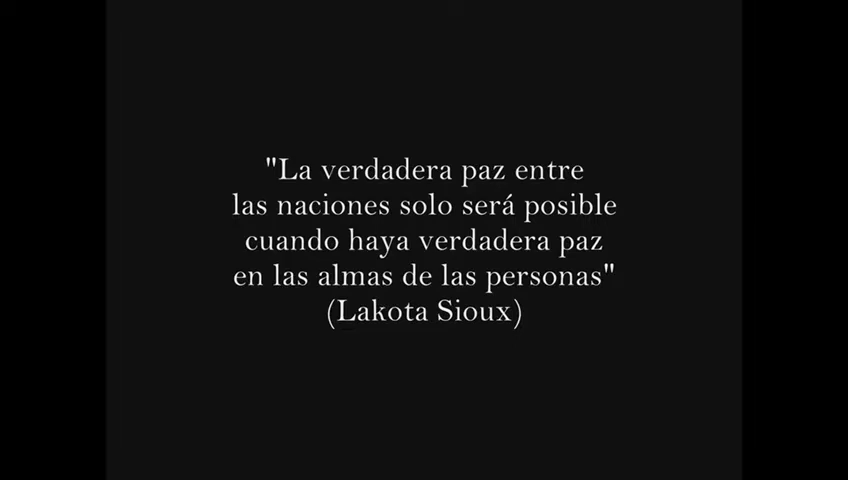 "La verdadera paz entre
las naciones solo será posible
cuando haya verdadera paz
en las almas de las personas"
(Lakota Sioux)